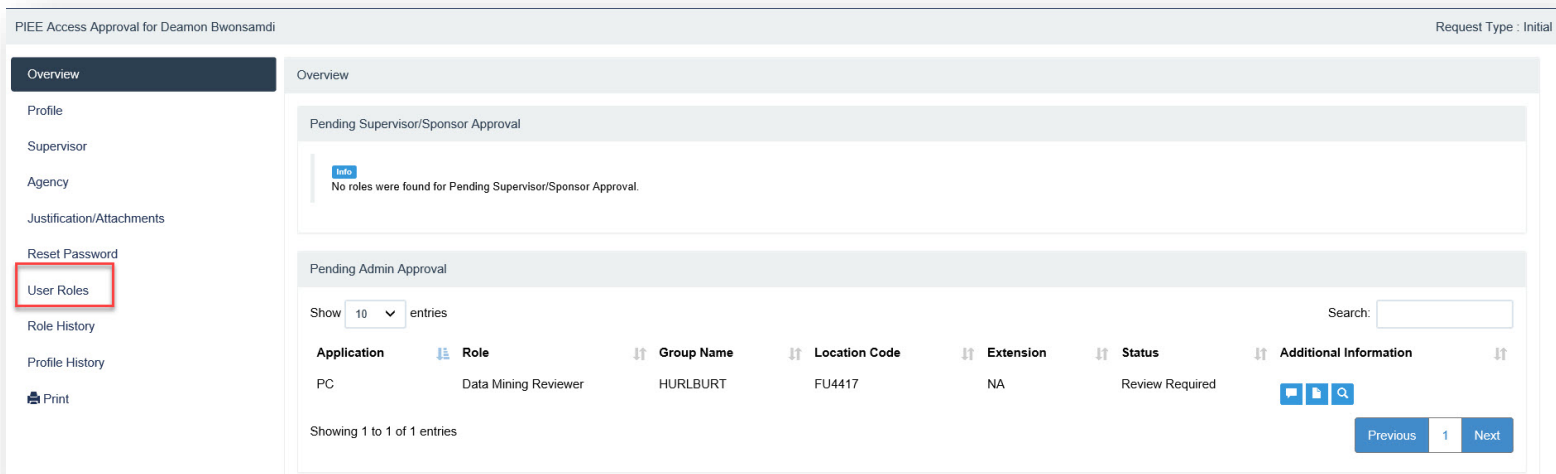 PIEE Access Approval for Deamon Bwonsamdi Request Type : Initial
Overview
Profile
Supervisor
Agency
Justification/Attachments
Reset Password
User Roles
Role History
Profile History
Print
Overview
Pending Supervisor/Sponsor Approval
Info
No roles were found for Pending Supervisor/Sponsor Approval.
Pending Admin Approval
Show 10 entries Search:
Application Role Group Name Location Code Extension Status Additional Information
PC Data Mining Reviewer HURLBURT FU4417 NA Review Required
Showing 1 to 1 of 1 entries Previous 1 Next